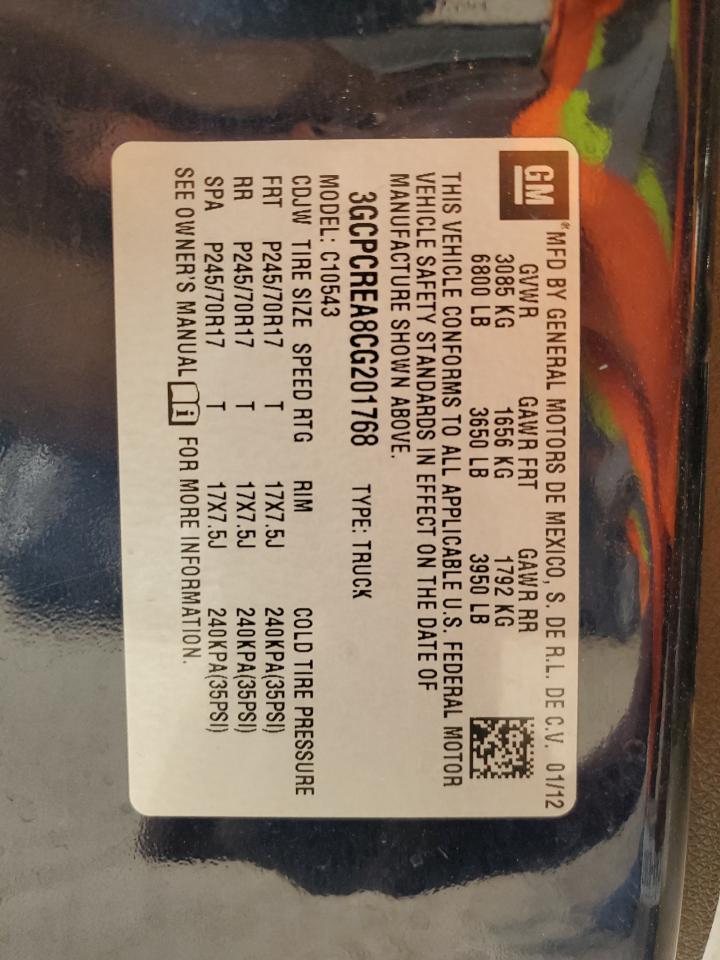 GM ® MFD BY GENERAL MOTORS DE MEXICO, S. DE R.L. DE C.V. 01/12
GVWR GAWR FRT GAWR RR
3085 KG 1656 KG 1792 KG
6800 LB 3650 LB 3950 LB
THIS VEHICLE CONFORMS TO ALL APPLICABLE U.S. FEDERAL MOTOR
VEHICLE SAFETY STANDARDS IN EFFECT ON THE DATE OF
MANUFACTURE SHOWN ABOVE.
3GCPCREA8CG201768 TYPE: TRUCK
MODEL: C10543
CDJW TIRE SIZE SPEED RTG RIM COLD TIRE PRESSURE
FRT P245/70R17 T 17X7.5J 240KPA(35PSI)
RR P245/70R17 T 17X7.5J 240KPA(35PSI)
SPA P245/70R17 T 17X7.5J 240KPA(35PSI)
SEE OWNER'S MANUAL i FOR MORE INFORMATION.